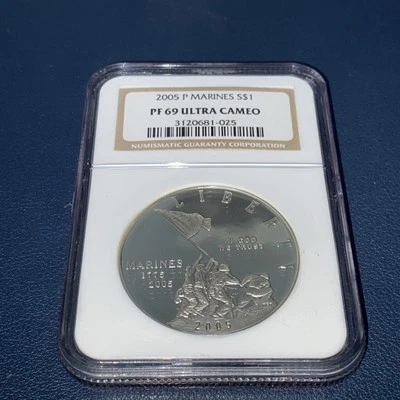 2005 P MARINES S$1
PF 69 ULTRA CAMEO
3120681-025
NUMISMATIC GUARANTY CORPORATION
LIBERTY
IN GOD
WE TRUST
MARINES
1775
2005
2005